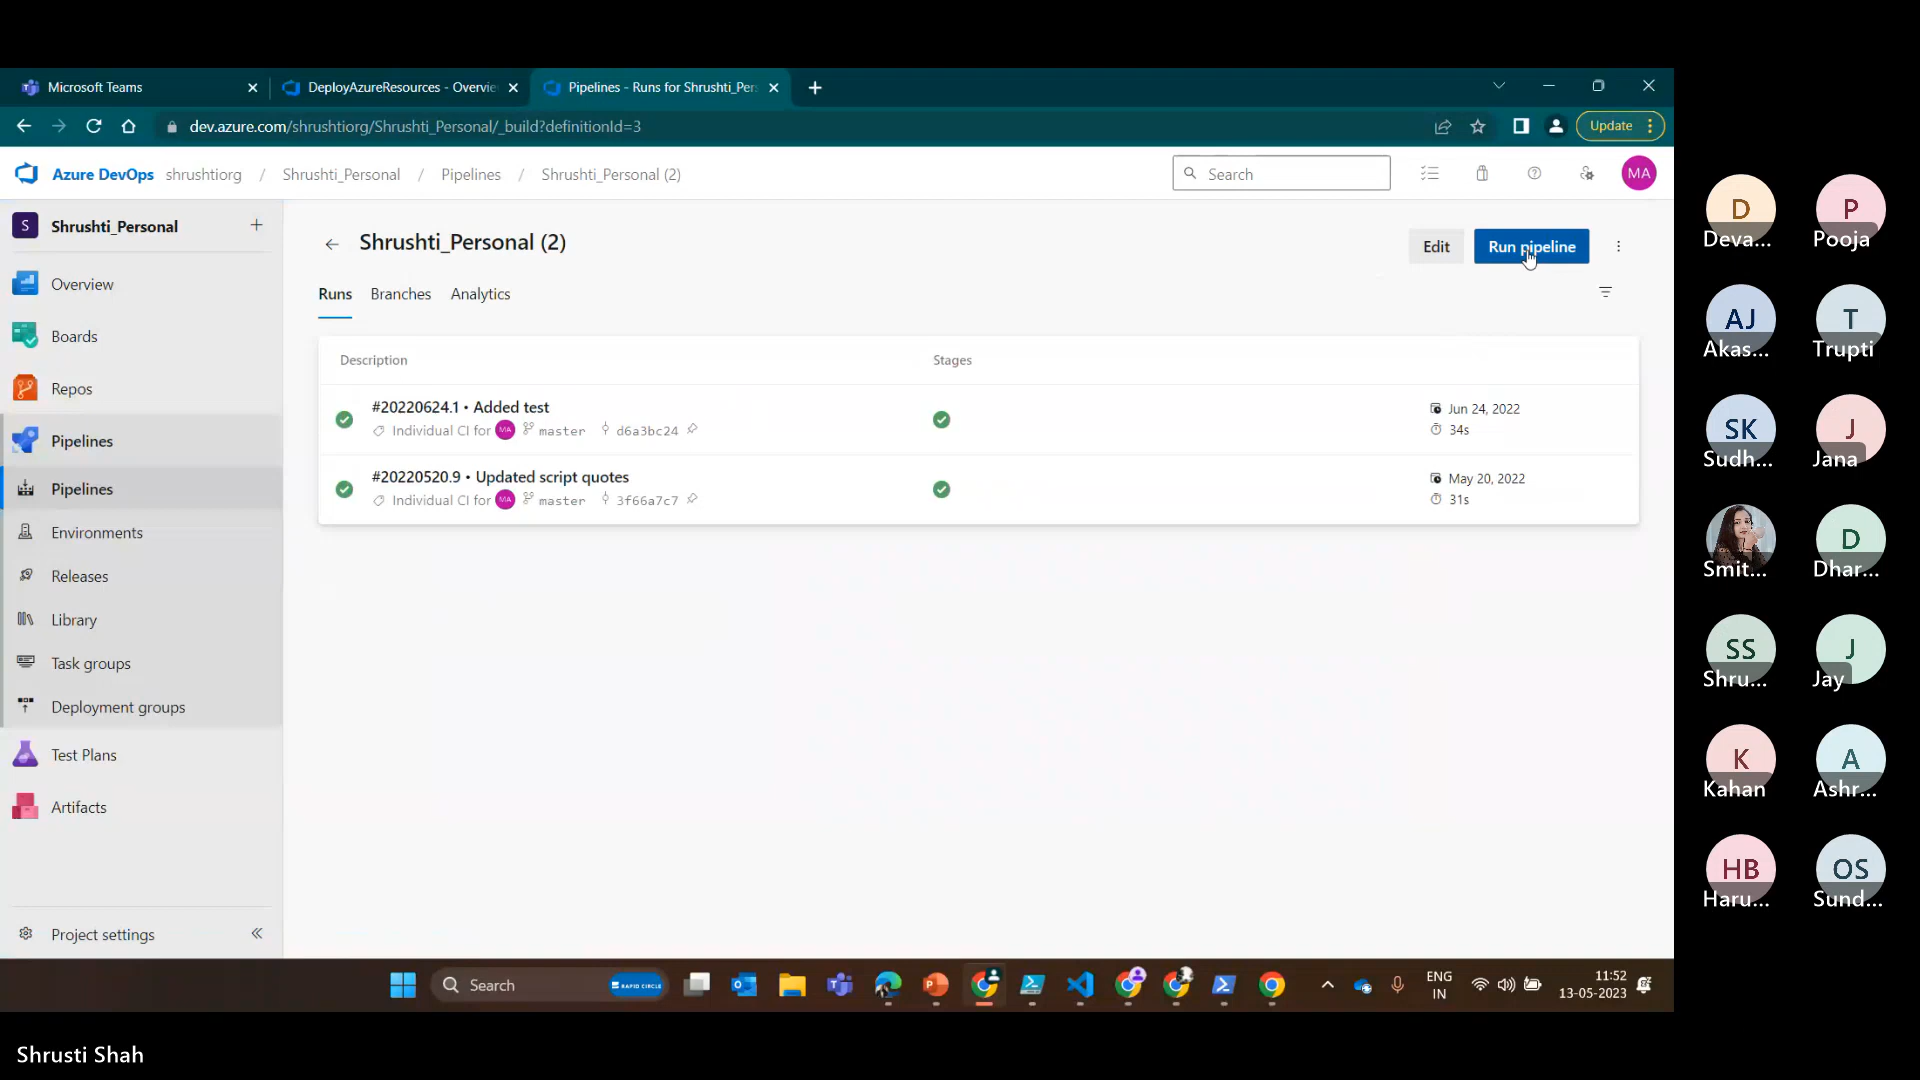 Microsoft Teams
DeployAzureResources - Overvie
Pipelines - Runs for Shrushti_Pers
dev.azure.com/shrushtiorg/Shrushti_Personal/_build?definitionId=3
Update
Azure DevOps shrushtiorg / Shrushti_Personal / Pipelines / Shrushti_Personal (2)
Search
MA
S Shrushti_Personal
Overview
Boards
Repos
Pipelines
Pipelines
Environments
Releases
Library
Task groups
Deployment groups
Test Plans
Artifacts
Project settings
Shrushti_Personal (2)
Edit
Run pipeline
Runs Branches Analytics
Description Stages
#20220624.1 • Added test
Individual CI for MA master d6a3bc24
Jun 24, 2022
34s
#20220520.9 • Updated script quotes
Individual CI for MA master 3f66a7c7
May 20, 2022
31s
Search
RAPID CIRCLE
ENG
IN
11:52
13-05-2023
D
Deva...
P
Pooja
AJ
Akas...
T
Trupti
SK
Sudh...
J
Jana
Smit...
D
Dhar...
SS
Shru...
J
Jay
K
Kahan
A
Ashr...
HB
Haru...
OS
Sund...
Shrusti Shah